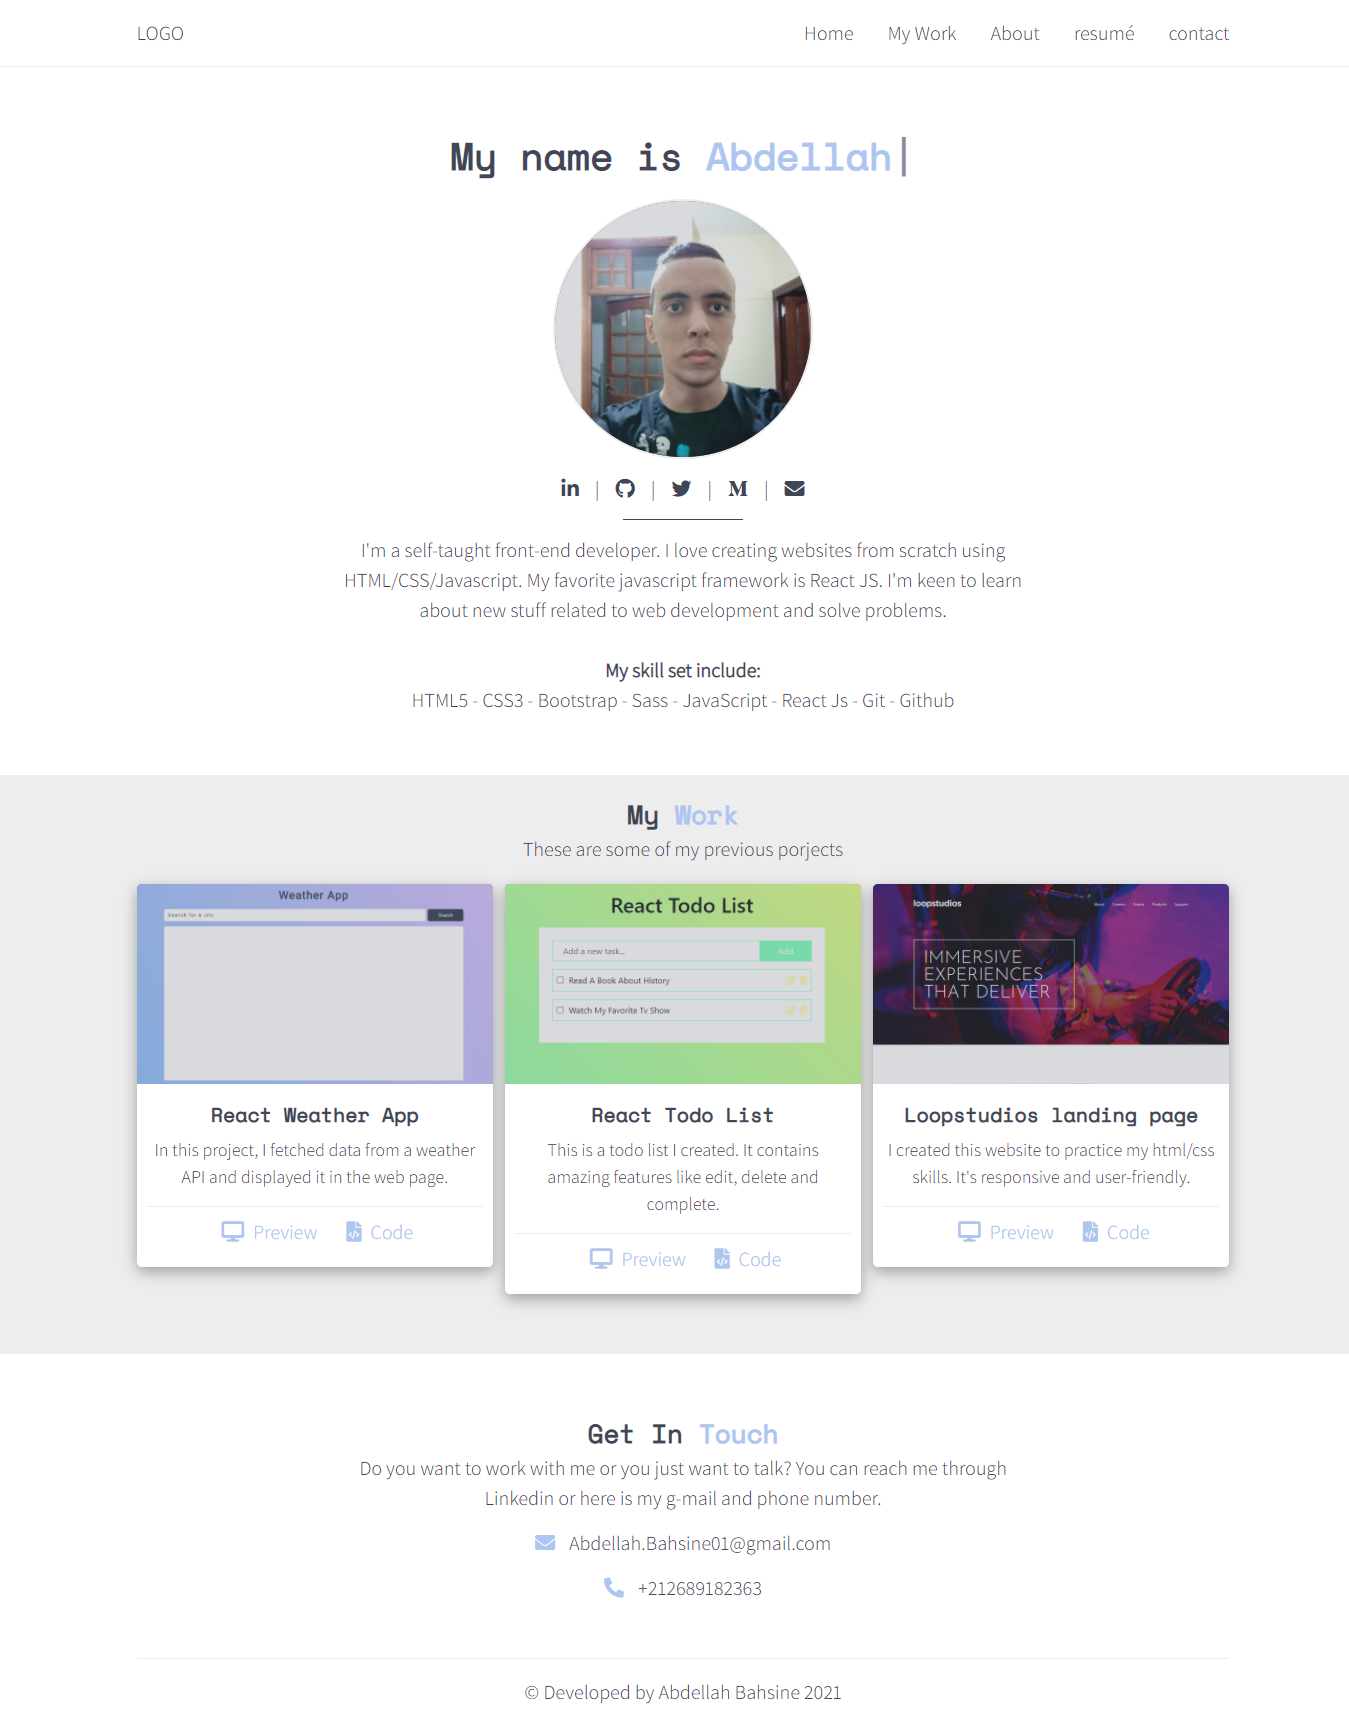 LOGO Home My Work About resumé contact
My name is Abdellah
I'm a self-taught front-end developer. I love creating websites from scratch using
HTML/CSS/Javascript. My favorite javascript framework is React JS. I'm keen to learn
about new stuff related to web development and solve problems.
My skill set include:
HTML5 - CSS3 - Bootstrap - Sass - JavaScript - React Js - Git - Github
My Work
These are some of my previous porjects
Weather App
Search for a city...
Search
React Weather App
In this project, I fetched data from a weather
API and displayed it in the web page.
Preview Code
React Todo List
Add a new task...
Add
Read A Book About History
Watch My Favorite Tv Show
React Todo List
This is a todo list I created. It contains
amazing features like edit, delete and
complete.
Preview Code
loopstudios
About Careers Events Products Support
IMMERSIVE
EXPERIENCES
THAT DELIVER
Loopstudios landing page
I created this website to practice my html/css
skills. It's responsive and user-friendly.
Preview Code
Get In Touch
Do you want to work with me or you just want to talk? You can reach me through
Linkedin or here is my g-mail and phone number.
Abdellah.Bahsine01@gmail.com
+212689182363
© Developed by Abdellah Bahsine 2021